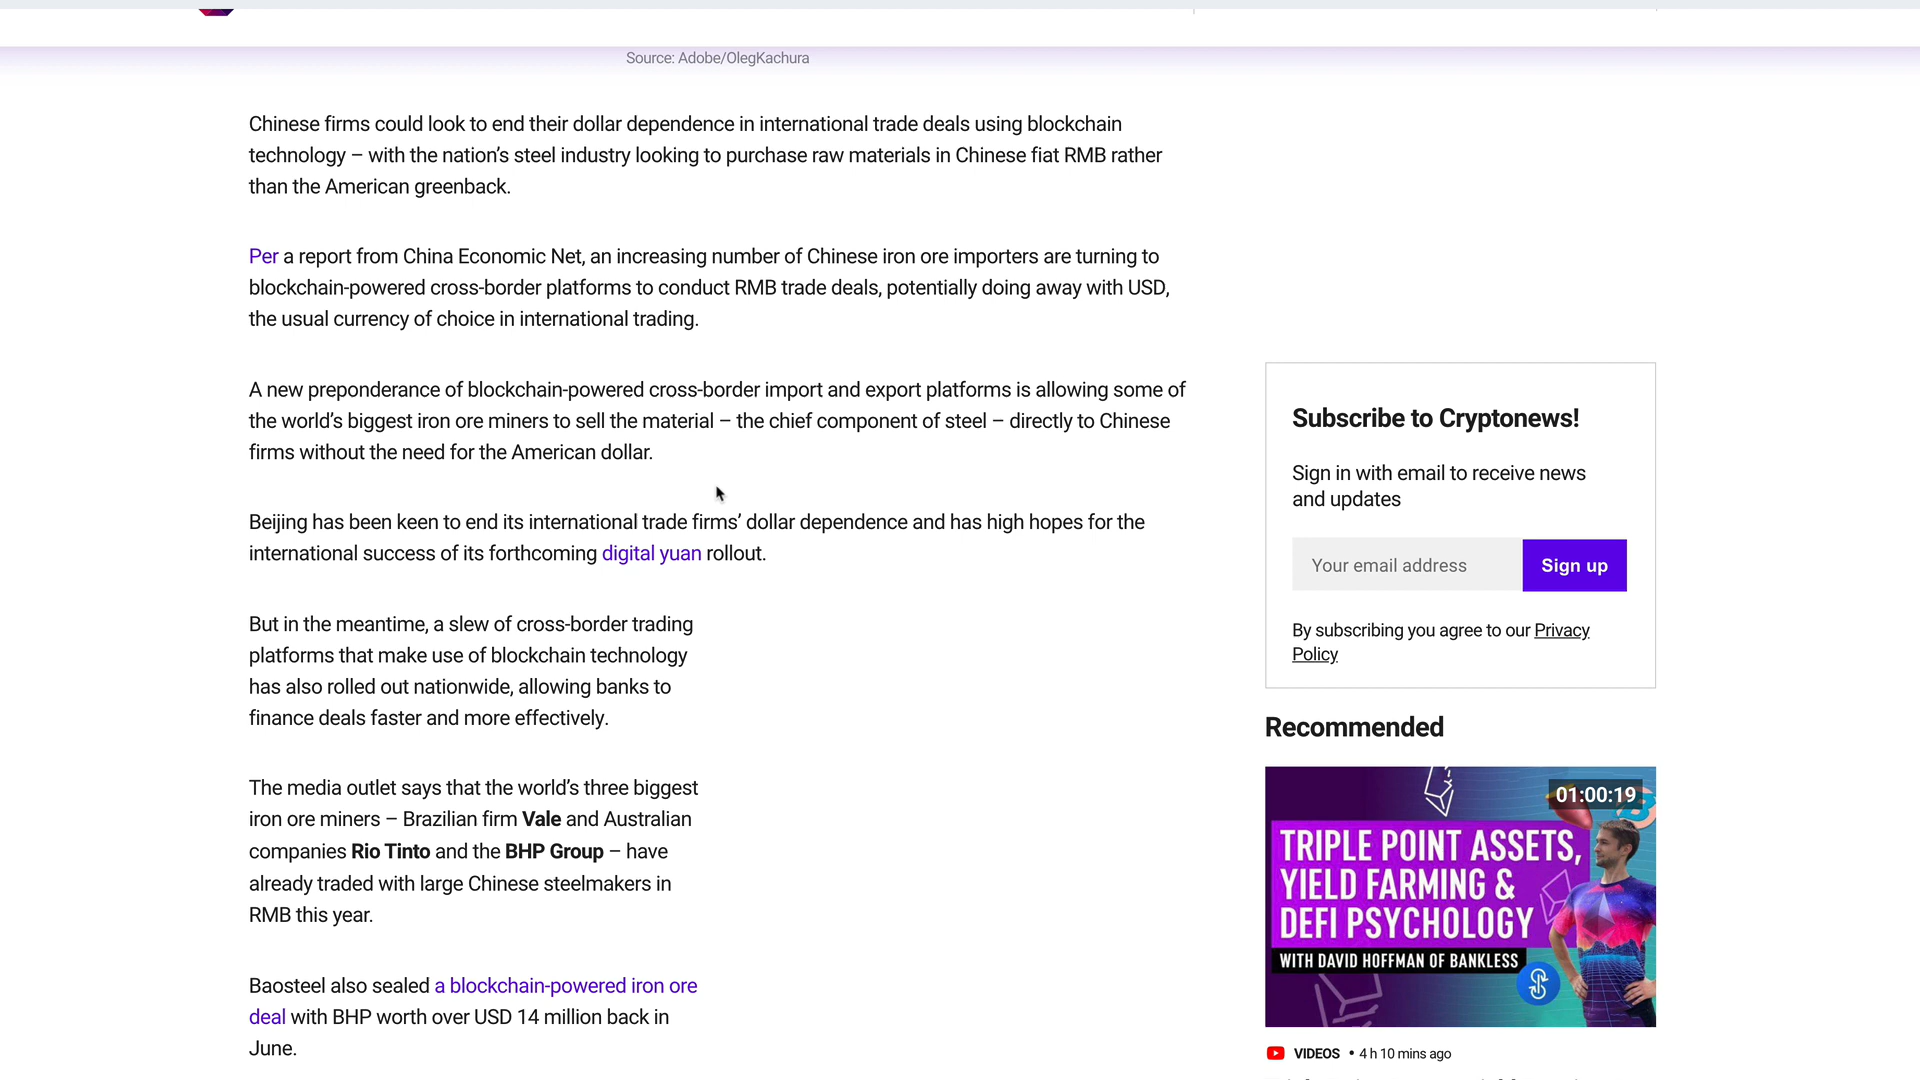 Source: Adobe/OlegKachura
Chinese firms could look to end their dollar dependence in international trade deals using blockchain
technology – with the nation’s steel industry looking to purchase raw materials in Chinese fiat RMB rather
than the American greenback.
Per a report from China Economic Net, an increasing number of Chinese iron ore importers are turning to
blockchain-powered cross-border platforms to conduct RMB trade deals, potentially doing away with USD,
the usual currency of choice in international trading.
A new preponderance of blockchain-powered cross-border import and export platforms is allowing some of
the world’s biggest iron ore miners to sell the material – the chief component of steel – directly to Chinese
firms without the need for the American dollar.
Beijing has been keen to end its international trade firms’ dollar dependence and has high hopes for the
international success of its forthcoming digital yuan rollout.
But in the meantime, a slew of cross-border trading
platforms that make use of blockchain technology
has also rolled out nationwide, allowing banks to
finance deals faster and more effectively.
The media outlet says that the world’s three biggest
iron ore miners – Brazilian firm Vale and Australian
companies Rio Tinto and the BHP Group – have
already traded with large Chinese steelmakers in
RMB this year.
Baosteel also sealed a blockchain-powered iron ore
deal with BHP worth over USD 14 million back in
June.
Subscribe to Cryptonews!
Sign in with email to receive news
and updates
Your email address
Sign up
By subscribing you agree to our Privacy
Policy
Recommended
01:00:19
TRIPLE POINT ASSETS,
YIELD FARMING &
DEFI PSYCHOLOGY
WITH DAVID HOFFMAN OF BANKLESS
VIDEOS • 4 h 10 mins ago